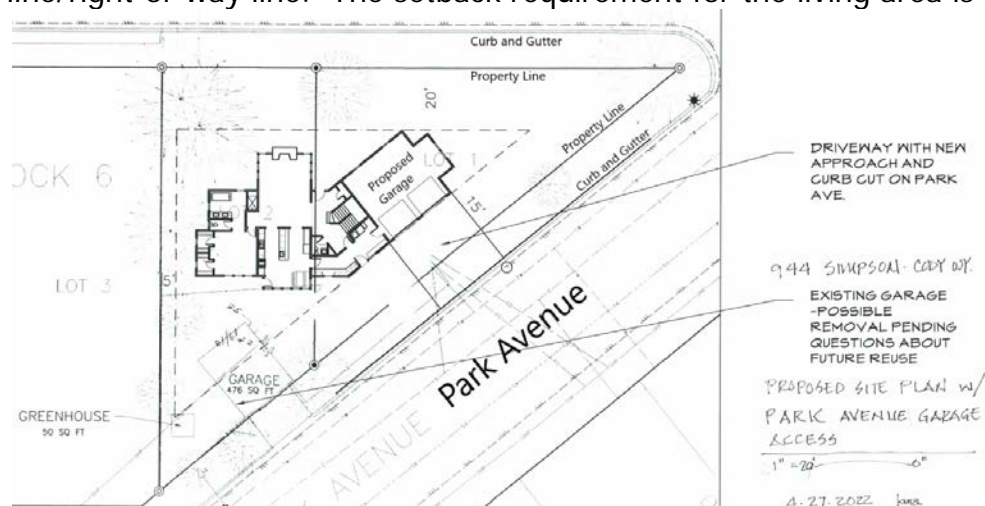 line/right-of-way line. The setback requirement for the living area is
Curb and Gutter
Property Line
20'
Property Line
Curb and Gutter
LOT 1
Proposed
Garage
15'
OCK 6
2
LOT 3
5'
GARAGE
476 SQ FT
GREENHOUSE
50 SQ FT
Park Avenue
AVENUE
DRIVEWAY WITH NEW
APPROACH AND
CURB CUT ON PARK
AVE.
944 SIMPSON - CODY WY.
EXISTING GARAGE
-POSSIBLE
REMOVAL PENDING
QUESTIONS ABOUT
FUTURE REUSE
PROPOSED SITE PLAN W/
PARK AVENUE GARAGE
ACCESS
1" = 20'-0"
4.27.2022